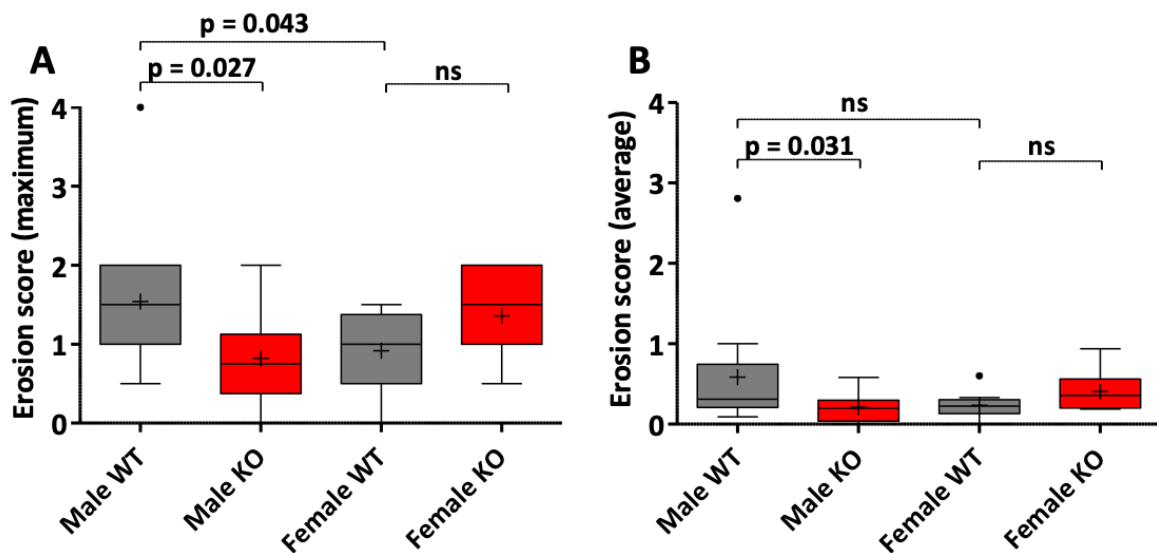 A
p = 0.043
p = 0.027
ns
Erosion score (maximum)
4
3
2
1
0
Male WT
Male KO
Female WT
Female KO
B
ns
p = 0.031
ns
Erosion score (average)
4
3
2
1
0
Male WT
Male KO
Female WT
Female KO